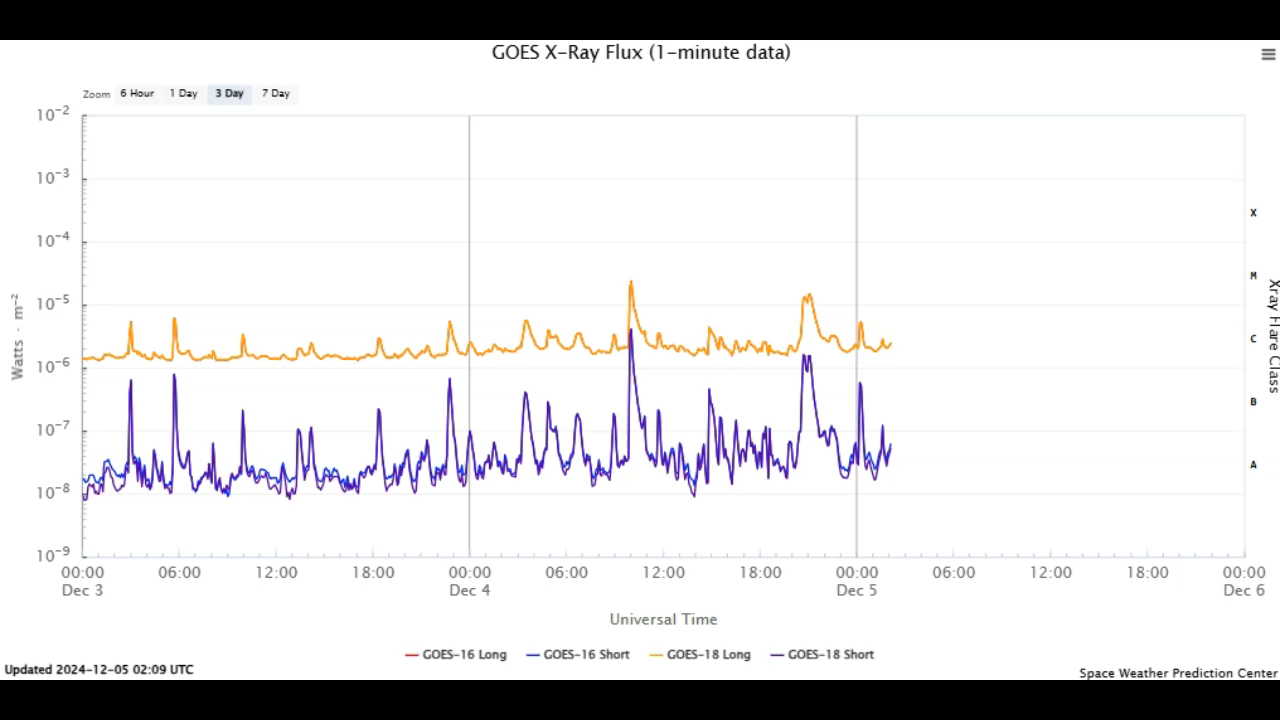 GOES X-Ray Flux (1-minute data)
Zoom 6 Hour 1 Day 3 Day 7 Day
10⁻²
10⁻³
10⁻⁴
10⁻⁵
10⁻⁶
10⁻⁷
10⁻⁸
10⁻⁹
Watts · m⁻²
X
M
C
B
A
Xray Flare Class
00:00 06:00 12:00 18:00 00:00 06:00 12:00 18:00 00:00 06:00 12:00 18:00 00:00
Dec 3 Dec 4 Dec 5 Dec 6
Universal Time
GOES-16 Long GOES-16 Short GOES-18 Long GOES-18 Short
Updated 2024-12-05 02:09 UTC
Space Weather Prediction Center